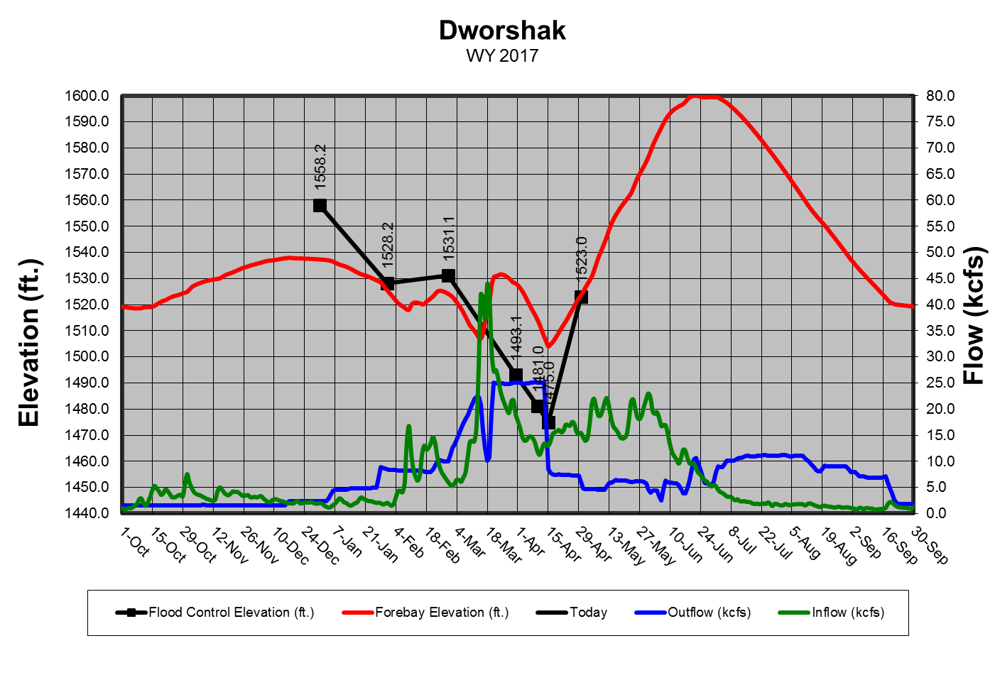 Dworshak
WY 2017
Elevation (ft.)
1600.0
1590.0
1580.0
1570.0
1560.0
1550.0
1540.0
1530.0
1520.0
1510.0
1500.0
1490.0
1480.0
1470.0
1460.0
1450.0
1440.0
1558.2
1528.2
1531.1
1493.1
1481.0
1475.0
1523.0
80.0
75.0
70.0
65.0
60.0
55.0
50.0
45.0
40.0
35.0
30.0
25.0
20.0
15.0
10.0
5.0
0.0
Flow (kcfs)
1-Oct
15-Oct
29-Oct
12-Nov
26-Nov
10-Dec
24-Dec
7-Jan
21-Jan
4-Feb
18-Feb
4-Mar
18-Mar
1-Apr
15-Apr
29-Apr
13-May
27-May
10-Jun
24-Jun
8-Jul
22-Jul
5-Aug
19-Aug
2-Sep
16-Sep
30-Sep
Flood Control Elevation (ft.)
Forebay Elevation (ft.)
Today
Outflow (kcfs)
Inflow (kcfs)